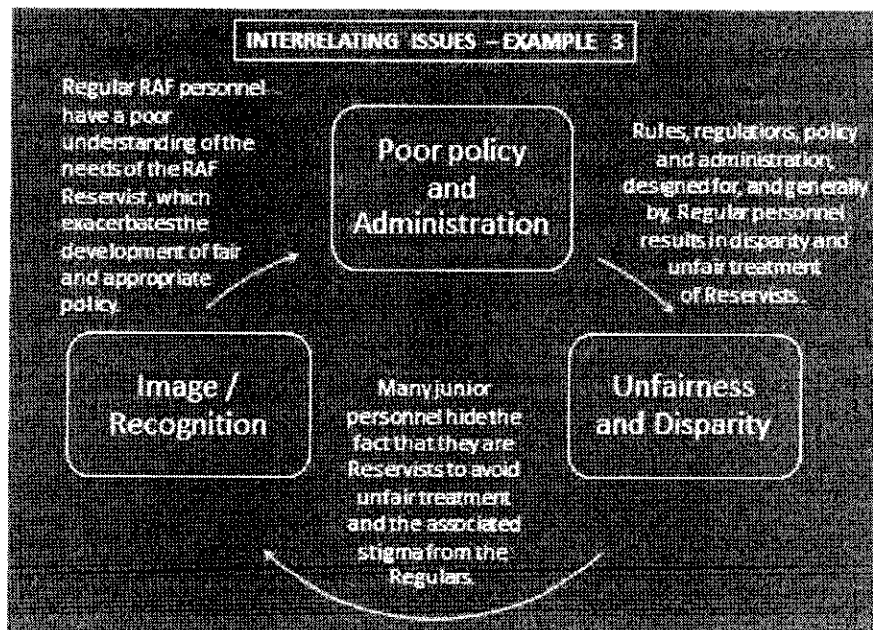 INTERRELATING ISSUES – EXAMPLE 3
Regular RAF personnel
have a poor
understanding of the
needs of the RAF
Reservist, which
exacerbates the
development of fair
and appropriate
policy.
Poor policy
and
Administration
Rules, regulations, policy
and administration,
designed for, and generally
by, Regular personnel
results in disparity and
unfair treatment
of Reservists.
Image /
Recognition
Many junior
personnel hide the
fact that they are
Reservists to avoid
unfair treatment
and the associated
stigma from the
Regulars.
Unfairness
and Disparity